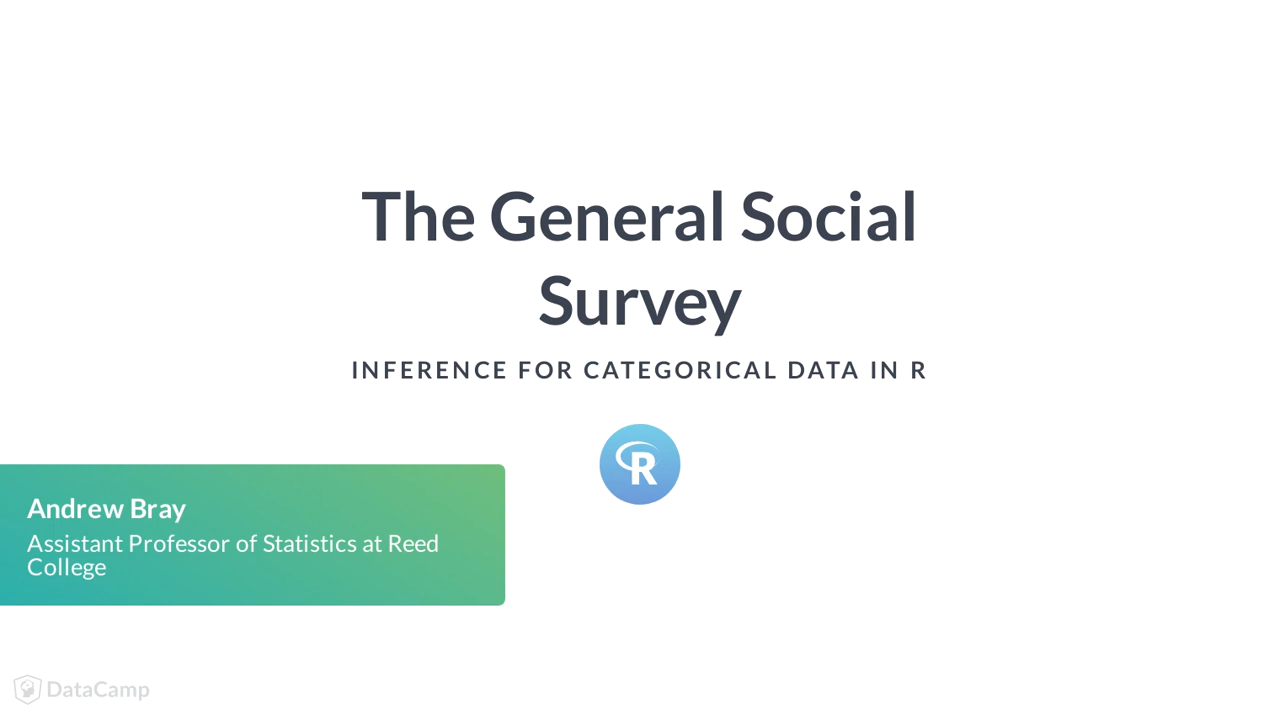 The General Social
Survey
INFERENCE FOR CATEGORICAL DATA IN R
R
Andrew Bray
Assistant Professor of Statistics at Reed
College
DataCamp